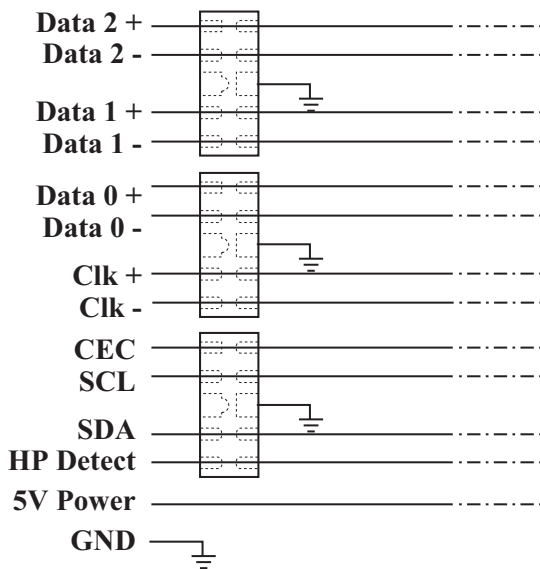 Data 2 +
Data 2 -
Data 1 +
Data 1 -
Data 0 +
Data 0 -
Clk +
Clk -
CEC
SCL
SDA
HP Detect
5V Power
GND